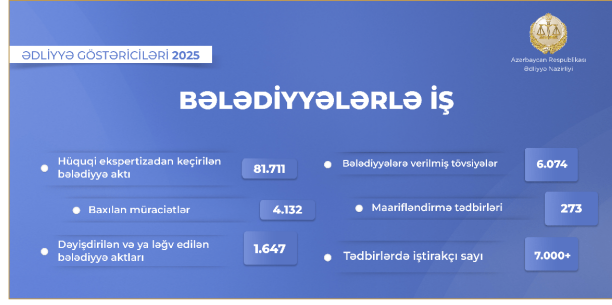 ƏDLİYYƏ GÖSTƏRİCİLƏRİ 2025
Azərbaycan Respublikası
Ədliyyə Nazirliyi
BƏLƏDİYYƏLƏRLƏ İŞ
Hüquqi ekspertizadan keçirilən
bələdiyyə aktı
81.711
Baxılan müraciətlər
4.132
Dəyişdirilən və ya ləğv edilən
bələdiyyə aktları
1.647
Bələdiyyələrə verilmiş tövsiyələr
6.074
Maarifləndirmə tədbirləri
273
Tədbirlərdə iştirakçı sayı
7.000+